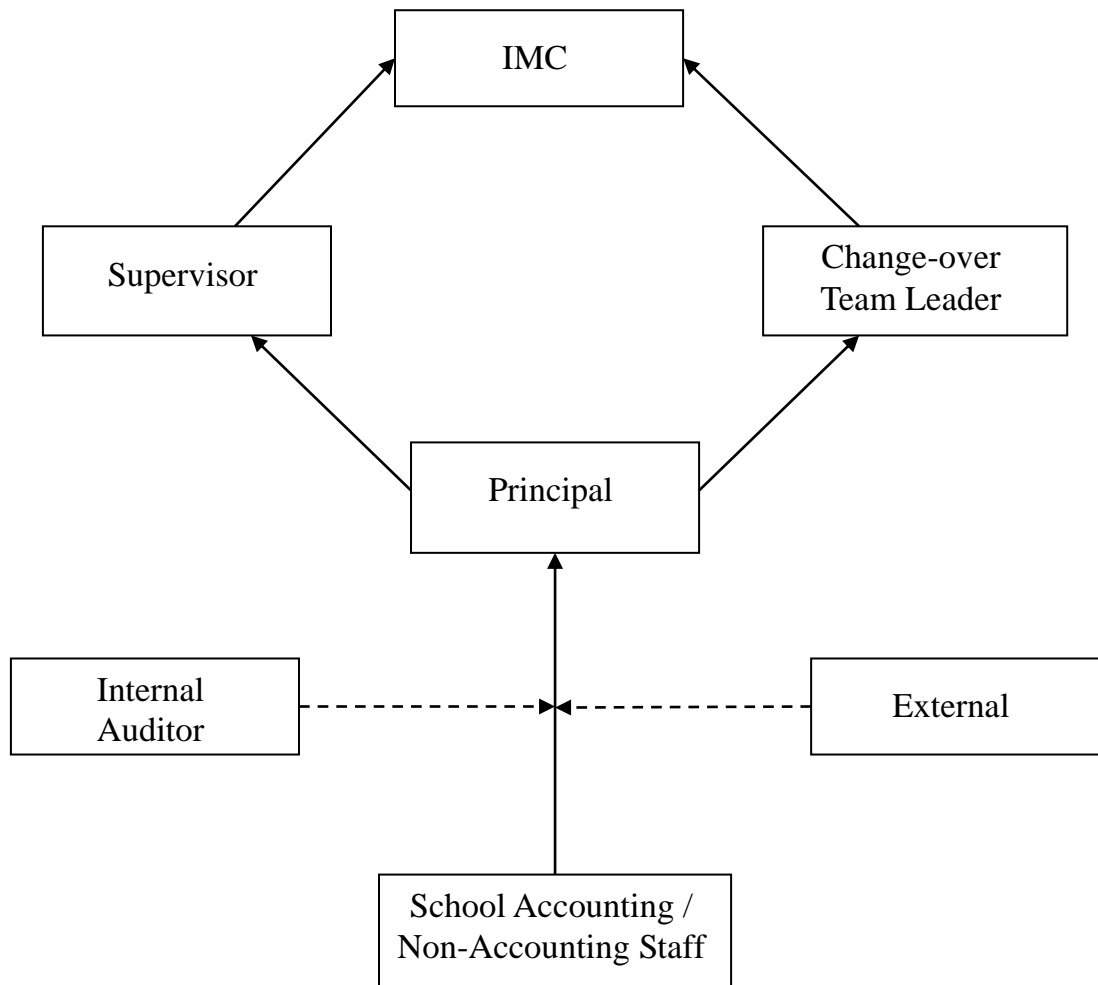 IMC
Supervisor
Change-over
Team Leader
Principal
Internal
Auditor
External
School Accounting /
Non-Accounting Staff